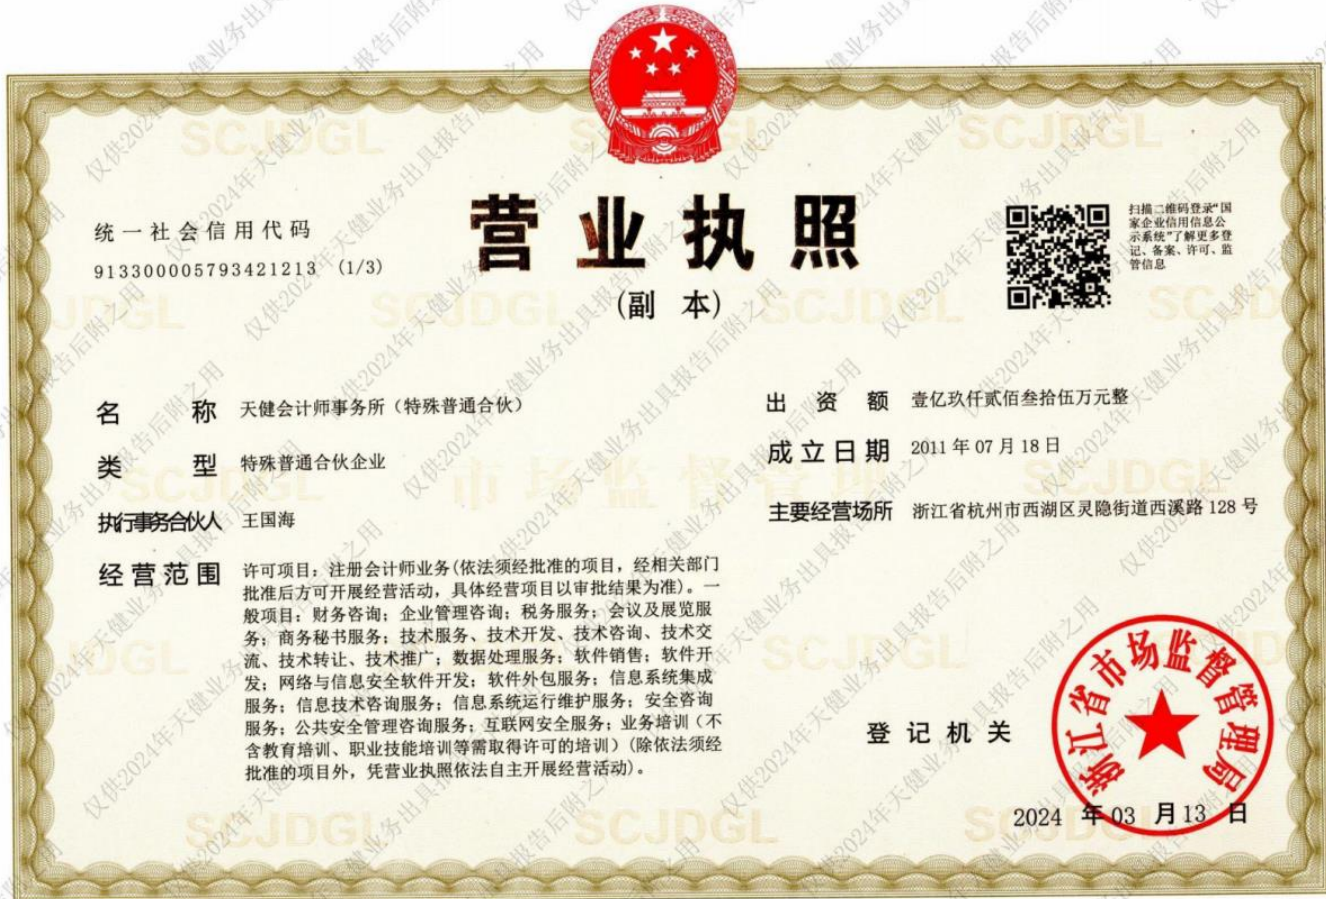 营业执照
(副 本)
统一社会信用代码
913300005793421213 (1/3)
扫描二维码登录“国
家企业信用信息公
示系统”了解更多登
记、备案、许可、监
管信息
名 称 天健会计师事务所（特殊普通合伙）
类 型 特殊普通合伙企业
执行事务合伙人 王国海
经营范围 许可项目：注册会计师业务(依法须经批准的项目，经相关部门
批准后方可开展经营活动，具体经营项目以审批结果为准)。一
般项目：财务咨询；企业管理咨询；税务服务；会议及展览服
务；商务秘书服务；技术服务、技术开发、技术咨询、技术交
流、技术转让、技术推广；数据处理服务；软件销售；软件开
发；网络与信息安全软件开发；软件外包服务；信息系统集成
服务；信息技术咨询服务；信息系统运行维护服务；安全咨询
服务；公共安全管理咨询服务；互联网安全服务；业务培训（不
含教育培训、职业技能培训等需取得许可的培训）(除依法须经
批准的项目外，凭营业执照依法自主开展经营活动)。
出 资 额 壹亿玖仟贰佰叁拾伍万元整
成立日期 2011 年 07 月 18 日
主要经营场所 浙江省杭州市西湖区灵隐街道西溪路 128 号
登记机关
浙江省市场监督管理局
2024 年 03 月 13 日
仅供2024年天健业务出具报告后附之用
SCJDGL
市场监督管理